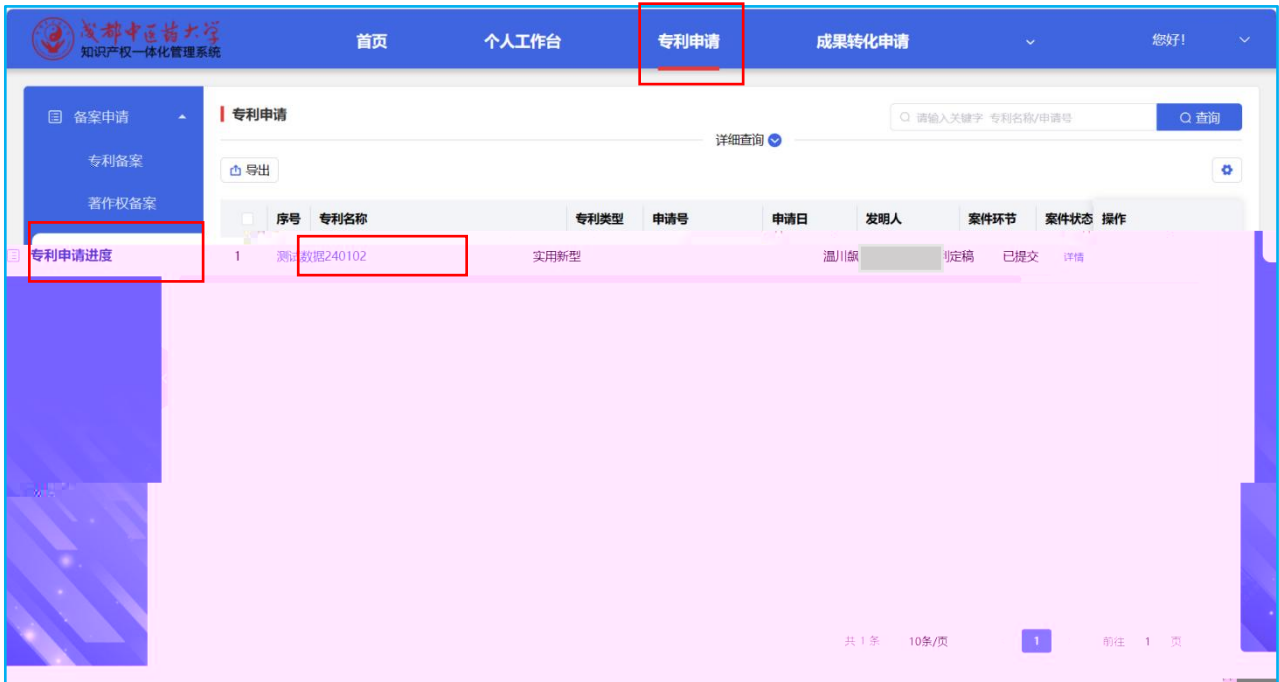 成都中医药大学
知识产权一体化管理系统
首页 个人工作台 专利申请 成果转化申请 您好!
备案申请
专利备案
著作权备案
专利申请进度
专利申请
请输入关键字 专利名称/申请号 查询
详细查询
导出
序号 专利名称 专利类型 申请号 申请日 发明人 案件环节 案件状态 操作
1 测试数据240102 实用新型 温川飙 定稿 已提交 详情
共 1 条 10条/页 1 前往 1 页